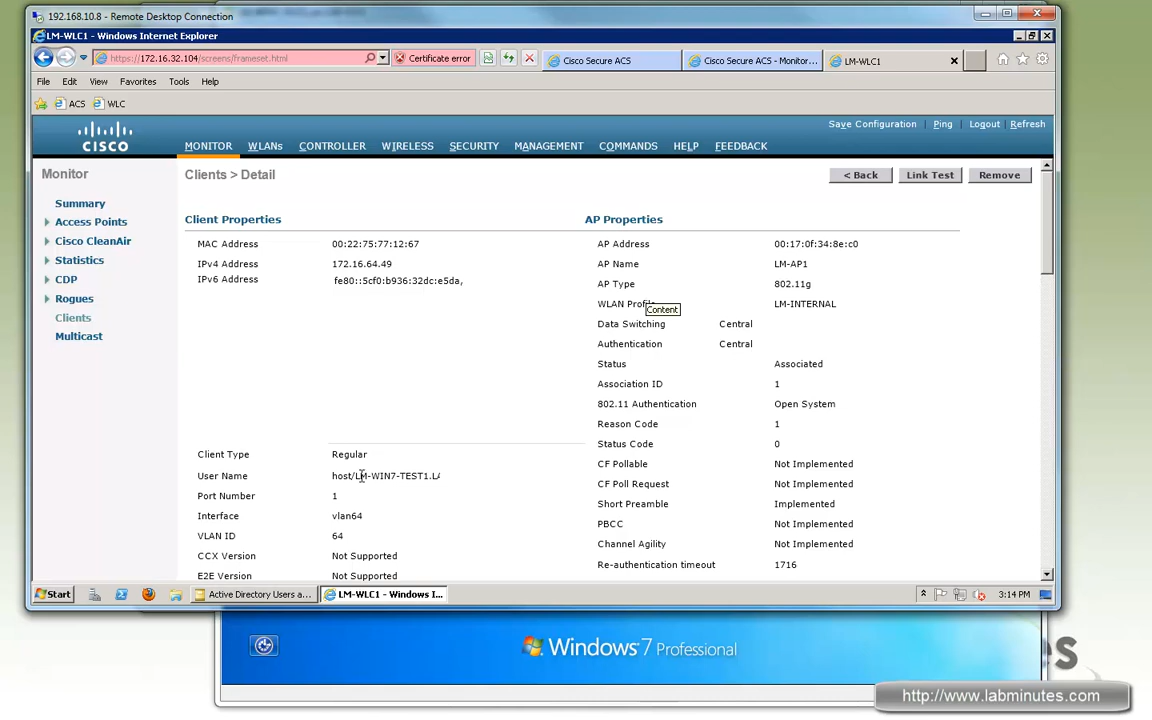 192.168.10.8 - Remote Desktop Connection
LM-WLC1 - Windows Internet Explorer
https://172.16.32.104/screens/frameset.html
Certificate error
Cisco Secure ACS
Cisco Secure ACS - Monitor...
LM-WLC1
File Edit View Favorites Tools Help
ACS WLC
Save Configuration Ping Logout Refresh
CISCO
MONITOR WLANs CONTROLLER WIRELESS SECURITY MANAGEMENT COMMANDS HELP FEEDBACK
Monitor
Summary
Access Points
Cisco CleanAir
Statistics
CDP
Rogues
Clients
Multicast
Clients > Detail
< Back Link Test Remove
Client Properties
MAC Address 00:22:75:77:12:67
IPv4 Address 172.16.64.49
IPv6 Address fe80::5cf0:b936:32dc:e5da,
Client Type Regular
User Name host/LM-WIN7-TEST1.LA
Port Number 1
Interface vlan64
VLAN ID 64
CCX Version Not Supported
E2E Version Not Supported
AP Properties
AP Address 00:17:0f:34:8e:c0
AP Name LM-AP1
AP Type 802.11g
WLAN Profile LM-INTERNAL
Content
Data Switching Central
Authentication Central
Status Associated
Association ID 1
802.11 Authentication Open System
Reason Code 1
Status Code 0
CF Pollable Not Implemented
CF Poll Request Not Implemented
Short Preamble Implemented
PBCC Not Implemented
Channel Agility Not Implemented
Re-authentication timeout 1716
Start
Active Directory Users a...
LM-WLC1 - Windows I...
3:14 PM
Windows 7 Professional
http://www.labminutes.com